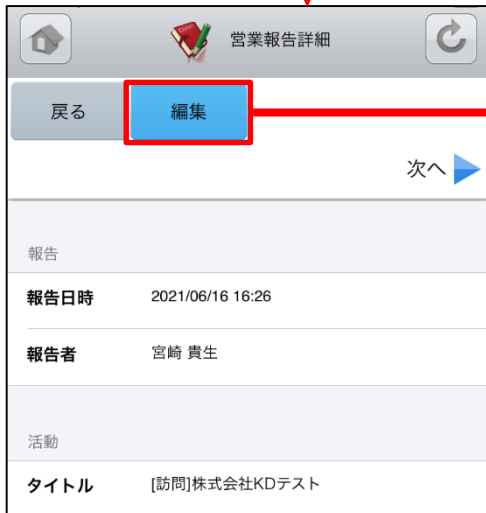 営業報告詳細
戻る 編集
次へ
報告
報告日時 2021/06/16 16:26
報告者 宮崎 貴生
活動
タイトル [訪問]株式会社KDテスト